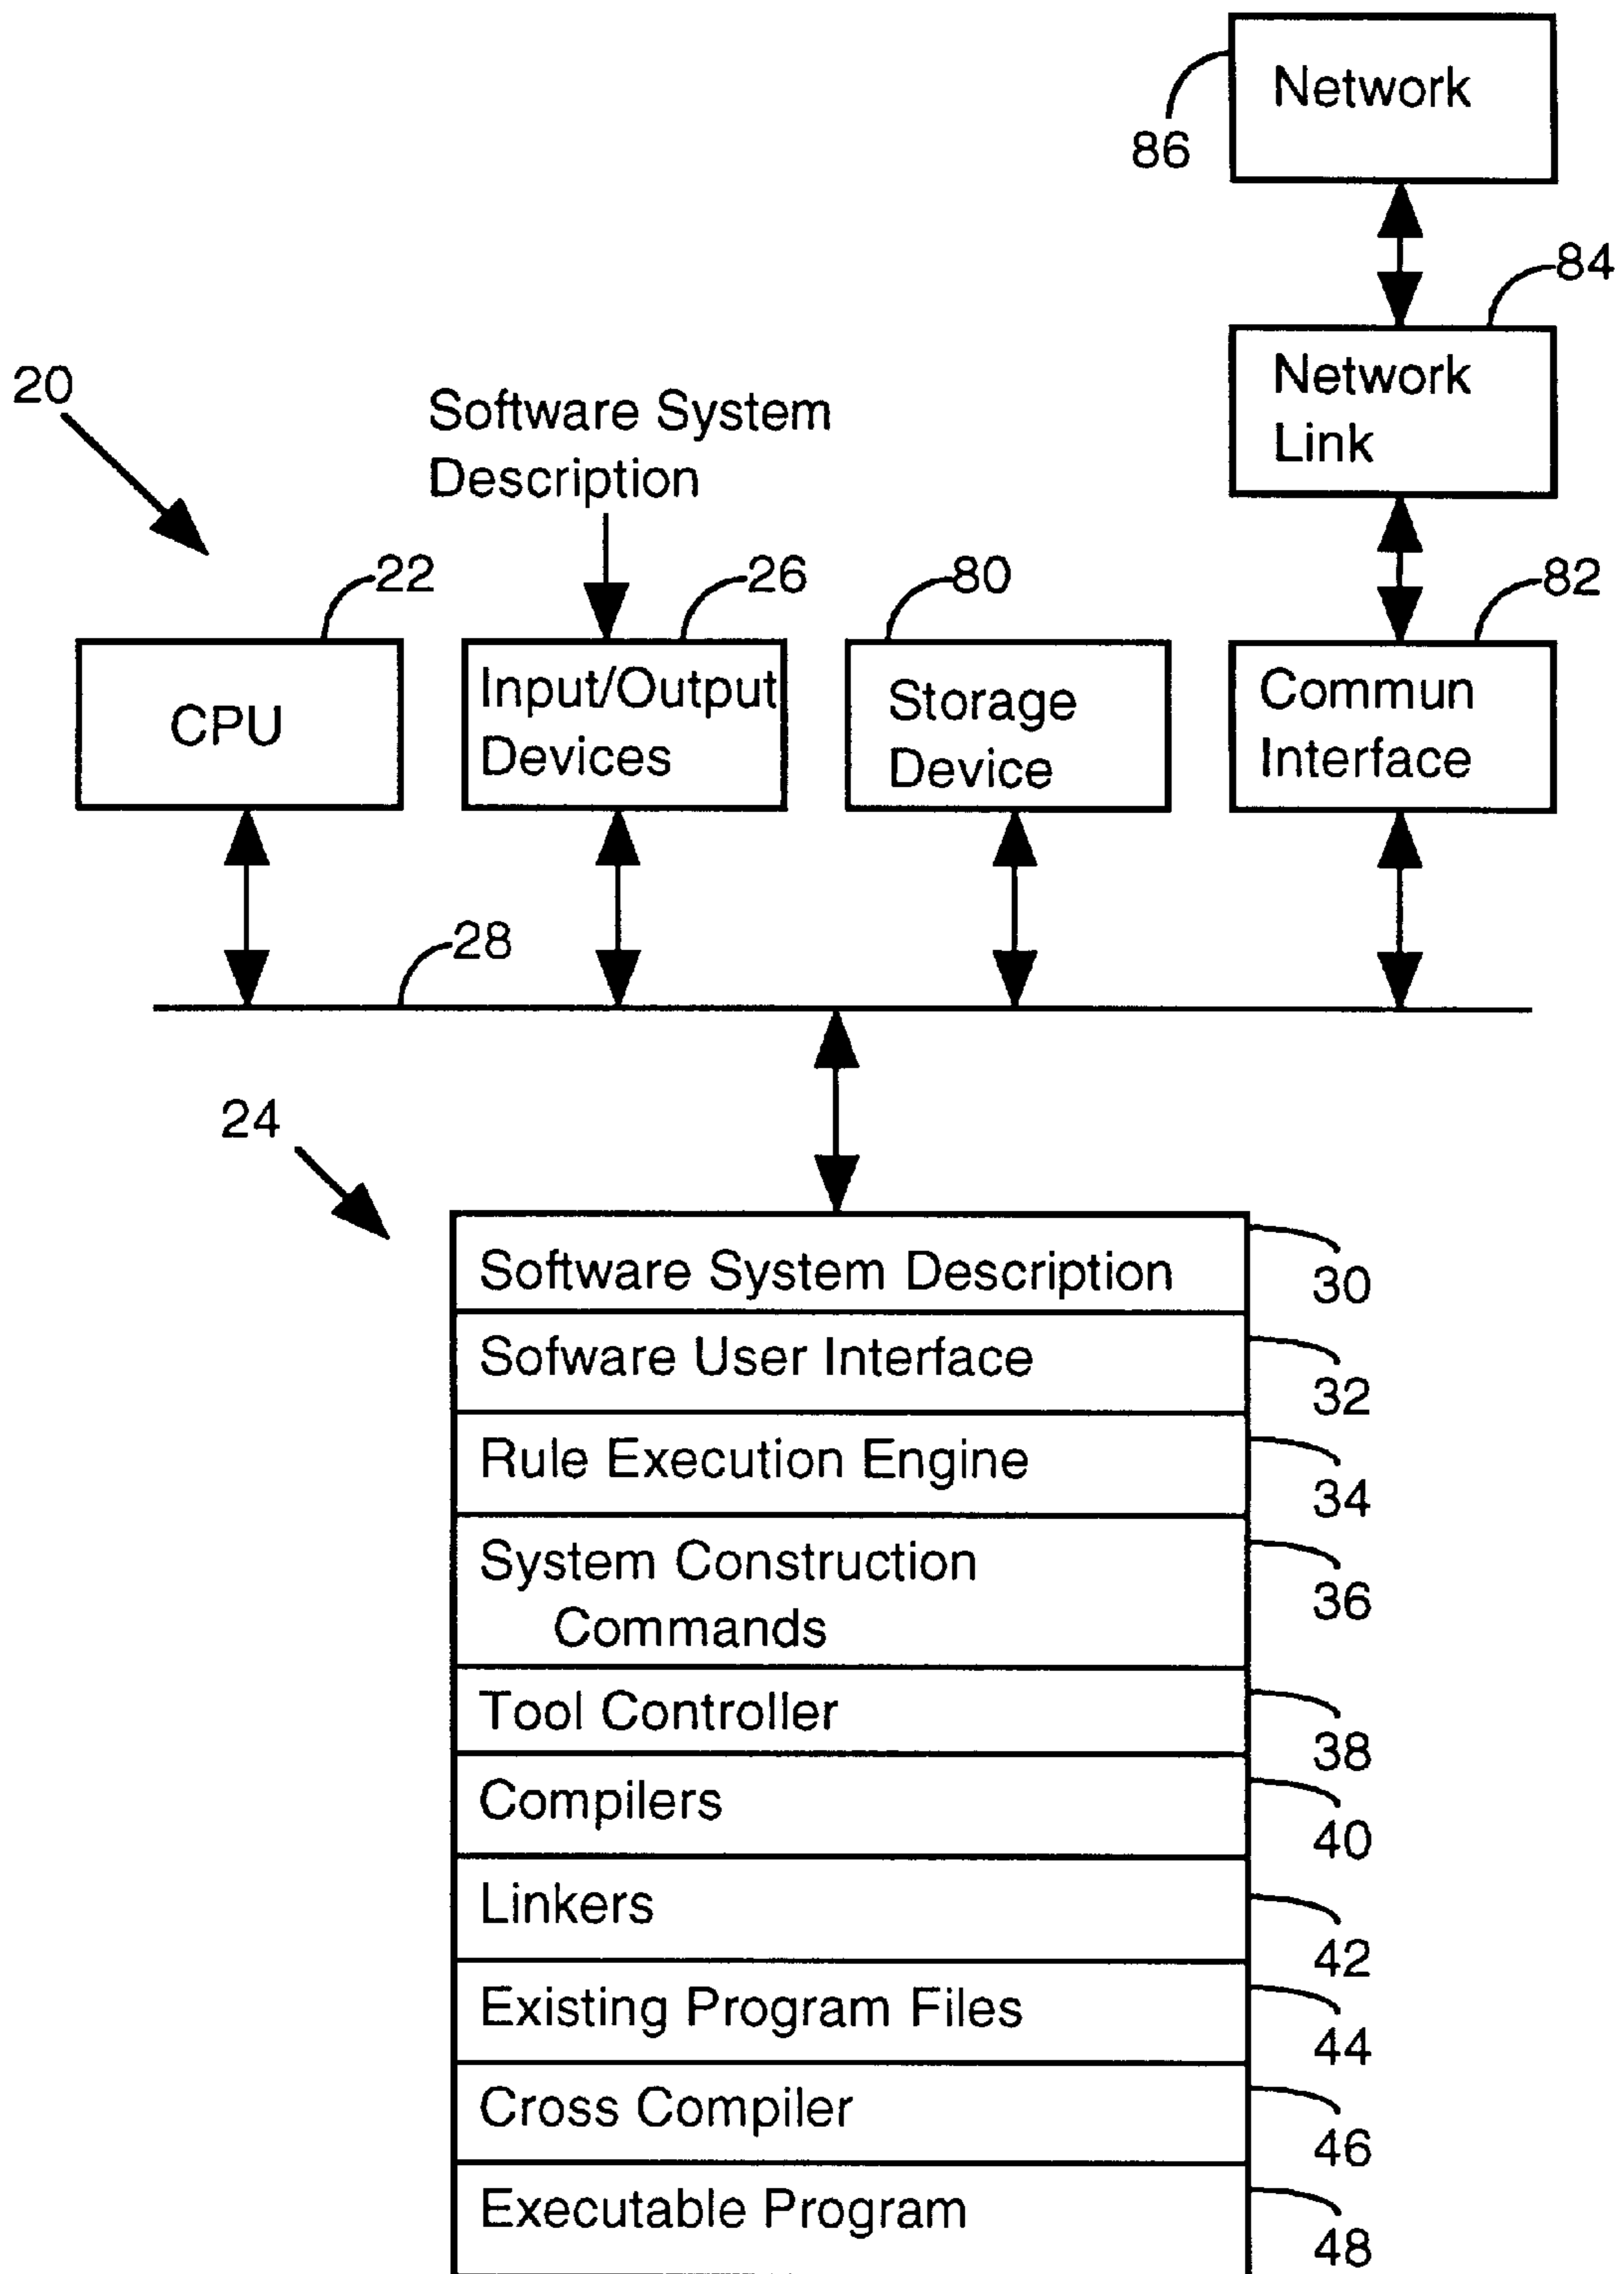 Network
86
84
Network
Link
20
Software System
Description
22
26
80
82
CPU
Input/Output
Devices
Storage
Device
Commun
Interface
28
24
Software System Description
30
Sofware User Interface
32
Rule Execution Engine
34
System Construction
Commands
36
Tool Controller
38
Compilers
40
Linkers
42
Existing Program Files
44
Cross Compiler
46
Executable Program
48